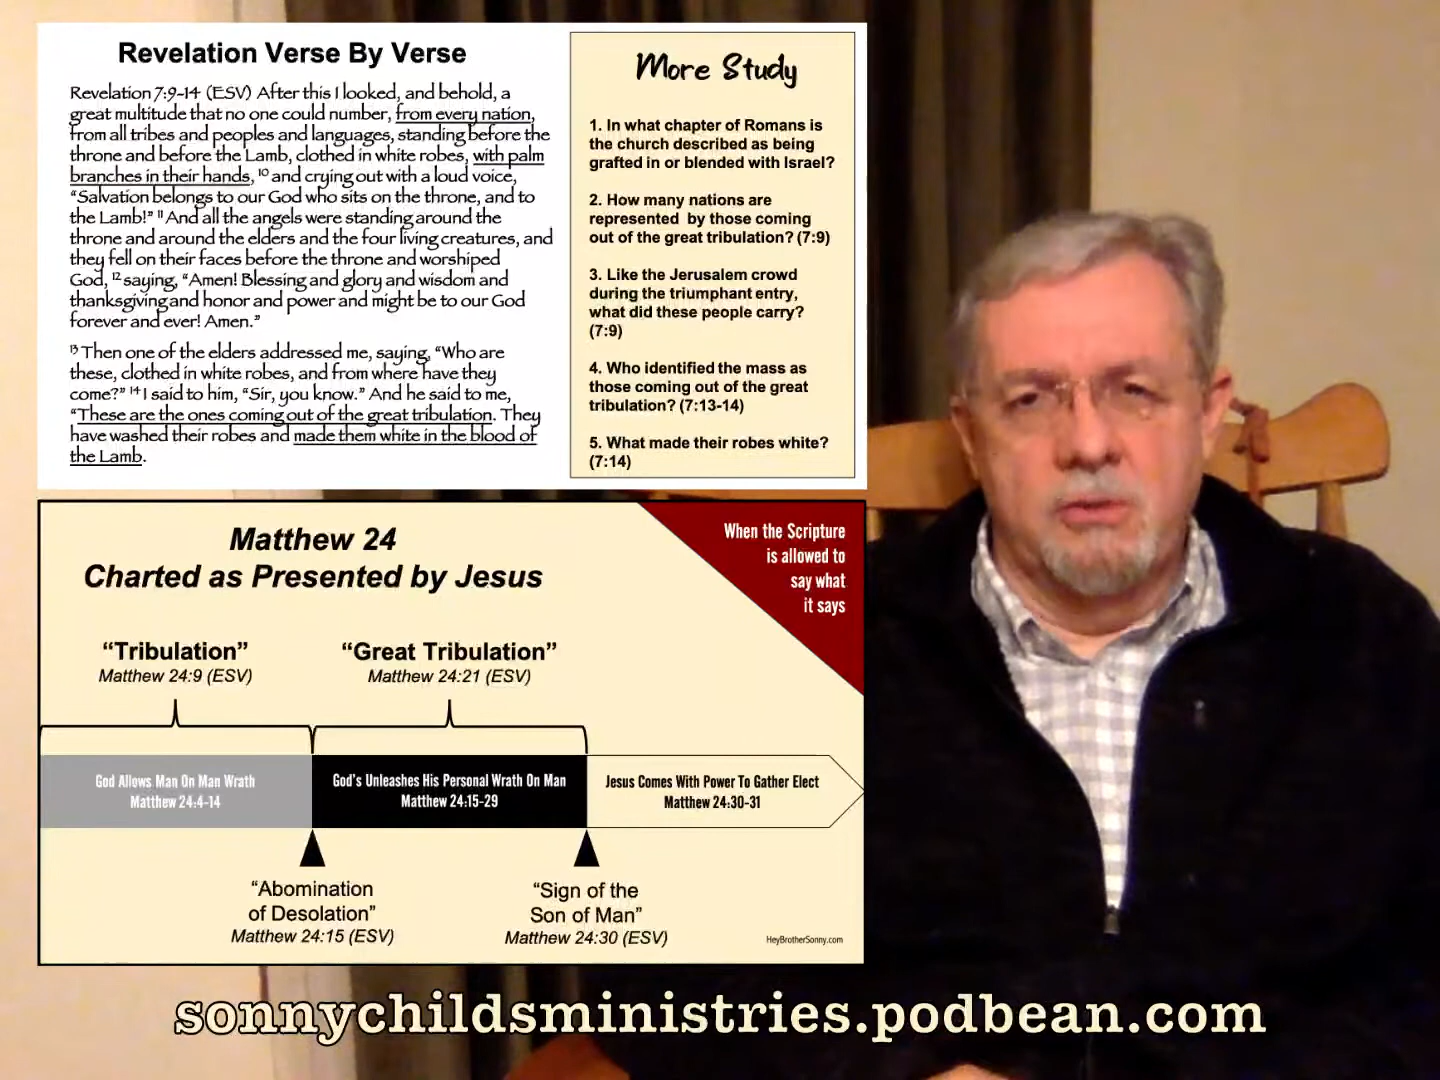 Revelation Verse By Verse
Revelation 7:9-14 (ESV) After this I looked, and behold, a
great multitude that no one could number, from every nation,
from all tribes and peoples and languages, standing before the
throne and before the Lamb, clothed in white robes, with palm
branches in their hands, 10 and crying out with a loud voice,
“Salvation belongs to our God who sits on the throne, and to
the Lamb!” 11 And all the angels were standing around the
throne and around the elders and the four living creatures, and
they fell on their faces before the throne and worshiped
God, 12 saying, “Amen! Blessing and glory and wisdom and
thanksgiving and honor and power and might be to our God
forever and ever! Amen.”
13 Then one of the elders addressed me, saying, “Who are
these, clothed in white robes, and from where have they
come?” 14 I said to him, “Sir, you know.” And he said to me,
“These are the ones coming out of the great tribulation. They
have washed their robes and made them white in the blood of
the Lamb.
More Study
1. In what chapter of Romans is
the church described as being
grafted in or blended with Israel?
2. How many nations are
represented by those coming
out of the great tribulation? (7:9)
3. Like the Jerusalem crowd
during the triumphant entry,
what did these people carry?
(7:9)
4. Who identified the mass as
those coming out of the great
tribulation? (7:13-14)
5. What made their robes white?
(7:14)
Matthew 24
Charted as Presented by Jesus
When the Scripture
is allowed to
say what
it says
“Tribulation”
Matthew 24:9 (ESV)
“Great Tribulation”
Matthew 24:21 (ESV)
God Allows Man On Man Wrath
Matthew 24:4-14
God's Unleashes His Personal Wrath On Man
Matthew 24:15-29
Jesus Comes With Power To Gather Elect
Matthew 24:30-31
“Abomination
of Desolation”
Matthew 24:15 (ESV)
“Sign of the
Son of Man”
Matthew 24:30 (ESV)
HeyBrotherSonny.com
sonnychildsministries.podbean.com